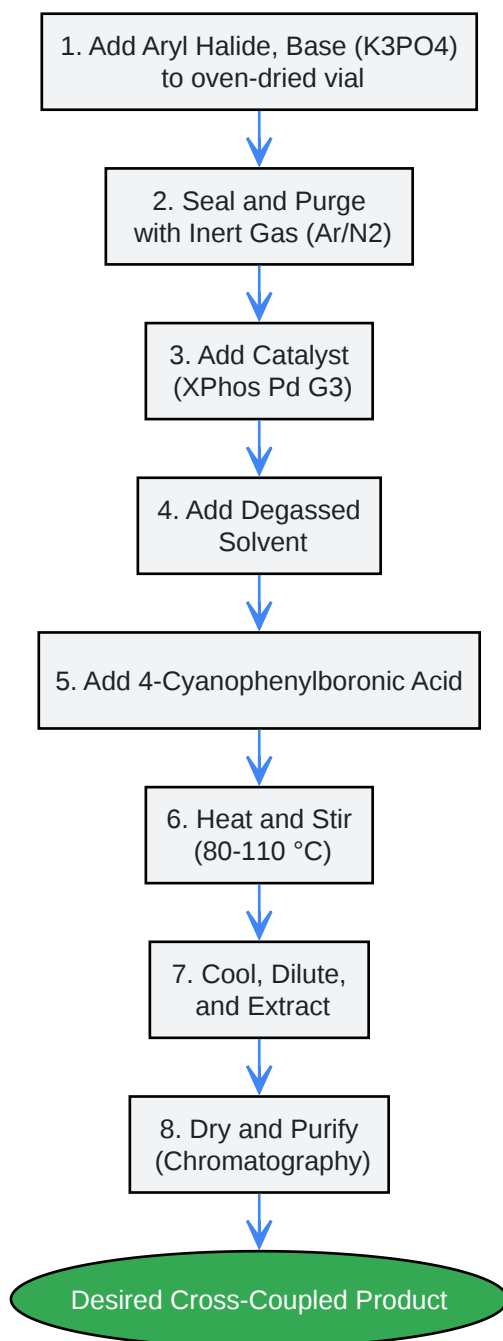 1. Add Aryl Halide, Base (K3PO4)
to oven-dried vial
2. Seal and Purge
with Inert Gas (Ar/N2)
3. Add Catalyst
(XPhos Pd G3)
4. Add Degassed
Solvent
5. Add 4-Cyanophenylboronic Acid
6. Heat and Stir
(80-110 °C)
7. Cool, Dilute,
and Extract
8. Dry and Purify
(Chromatography)
Desired Cross-Coupled Product